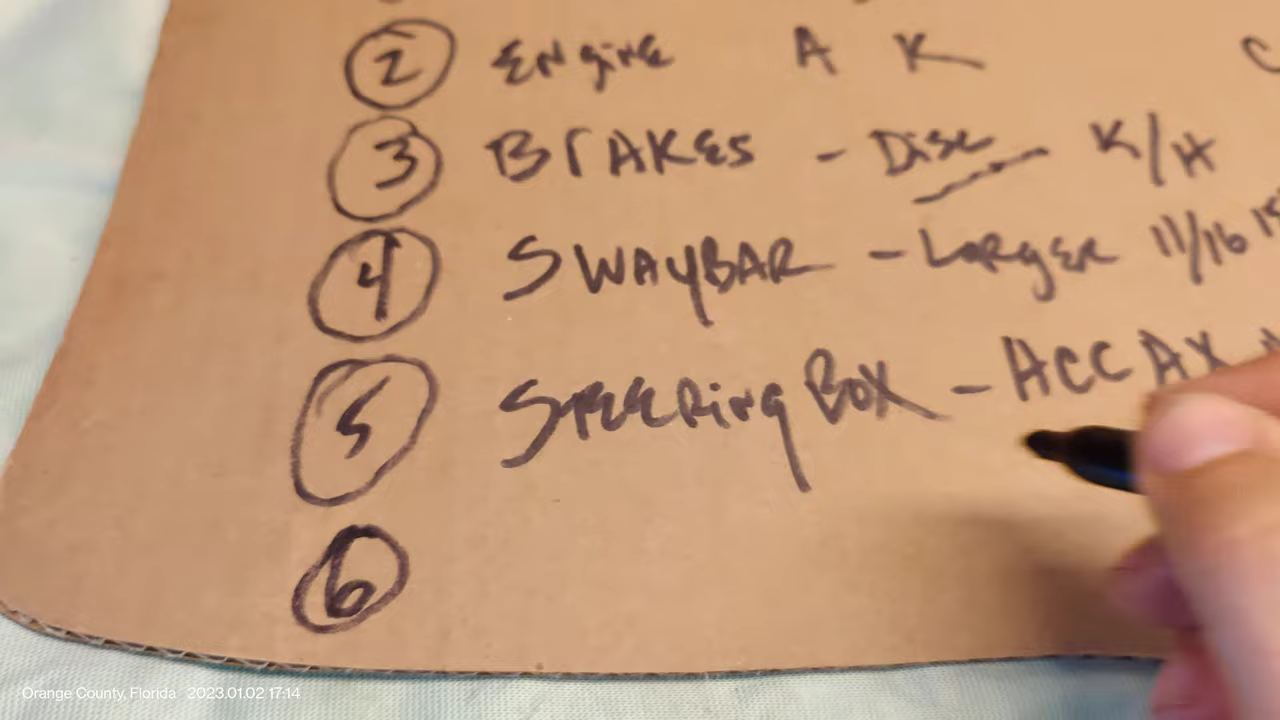 2 Engine A K C
3 BrAKES - Disc K/H
4 SWAYBAR - Larger 11/16 15
5 STEERing BOX - ACC AX
6
Orange County, Florida 2023.01.02 17:14